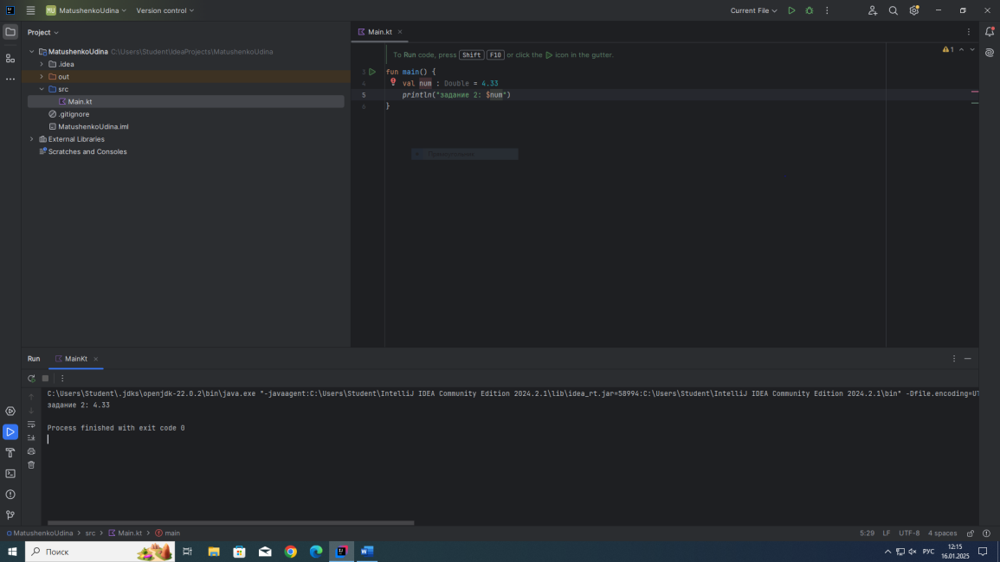 MU MatushenkoUdina Version control Current File
Project
MatushenkoUdina C:\Users\Student\IdeaProjects\MatushenkoUdina
.idea
out
src
Main.kt
.gitignore
MatushenkoUdina.iml
External Libraries
Scratches and Consoles
Main.kt
To Run code, press Shift F10 or click the icon in the gutter.
1
3 fun main() {
4 val num : Double = 4.33
5 println("задание 2: $num")
6 }
Прямоугольник
Run MainKt
C:\Users\Student\.jdks\openjdk-22.0.2\bin\java.exe "-javaagent:C:\Users\Student\IntelliJ IDEA Community Edition 2024.2.1\lib\idea_rt.jar=58994:C:\Users\Student\IntelliJ IDEA Community Edition 2024.2.1\bin" -Dfile.encoding=UT
задание 2: 4.33
Process finished with exit code 0
MatushenkoUdina src Main.kt main 5:29 LF UTF-8 4 spaces
Поиск
РУС
12:15
16.01.2025